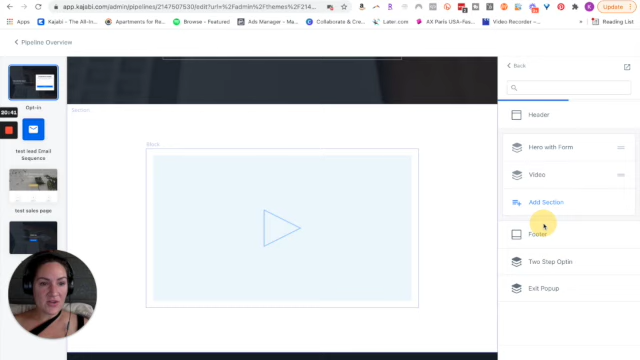 app.kajabi.com/admin/pipelines/2147507530/edit?url=%2Fadmin%2Fthemes%2F214
Update
Apps
Kajabi | The All-in...
Apartments for Re...
Browse - Featured
Ads Manager - Ma...
Collaborate & Cre...
Later.com
AX Paris USA-Fas...
Video Recorder -...
Reading List
Pipeline Overview
Back
Section
Header
Opt-in
30:41
Block
Hero with Form
test lead Email
Sequence
Video
Add Section
test sales page
Footer
Two Step Optin
Exit Popup